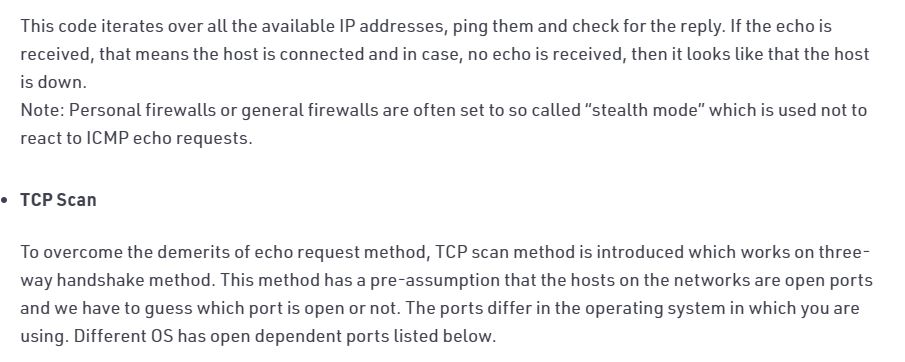 This code iterates over all the available IP addresses, ping them and check for the reply. If the echo is
received, that means the host is connected and in case, no echo is received, then it looks like that the host
is down.
Note: Personal firewalls or general firewalls are often set to so called “stealth mode” which is used not to
react to ICMP echo requests.
• TCP Scan
To overcome the demerits of echo request method, TCP scan method is introduced which works on three-
way handshake method. This method has a pre-assumption that the hosts on the networks are open ports
and we have to guess which port is open or not. The ports differ in the operating system in which you are
using. Different OS has open dependent ports listed below.